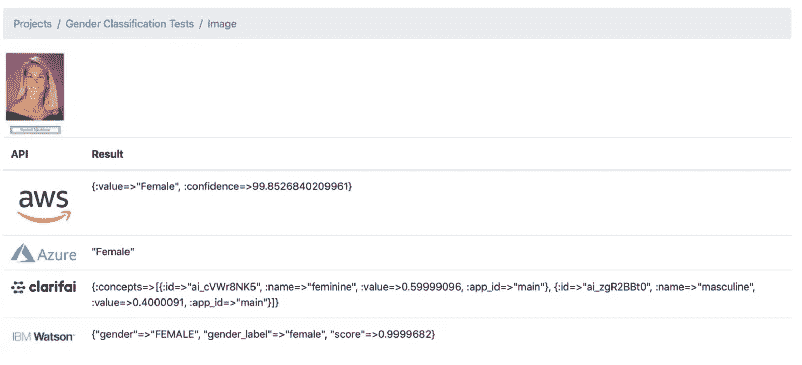 Projects / Gender Classification Tests / Image
API Result
aws {:value=>"Female", :confidence=>99.8526840209961}
Azure "Female"
clarifai {:concepts=>[{:id=>"ai_cVWr8NK5", :name=>"feminine", :value=>0.59999096, :app_id=>"main"}, {:id=>"ai_zgR2BBt0", :name=>"masculine",
:value=>0.4000091, :app_id=>"main"}]}
IBM Watson™ {"gender"=>"FEMALE", "gender_label"=>"female", "score"=>0.9999682}